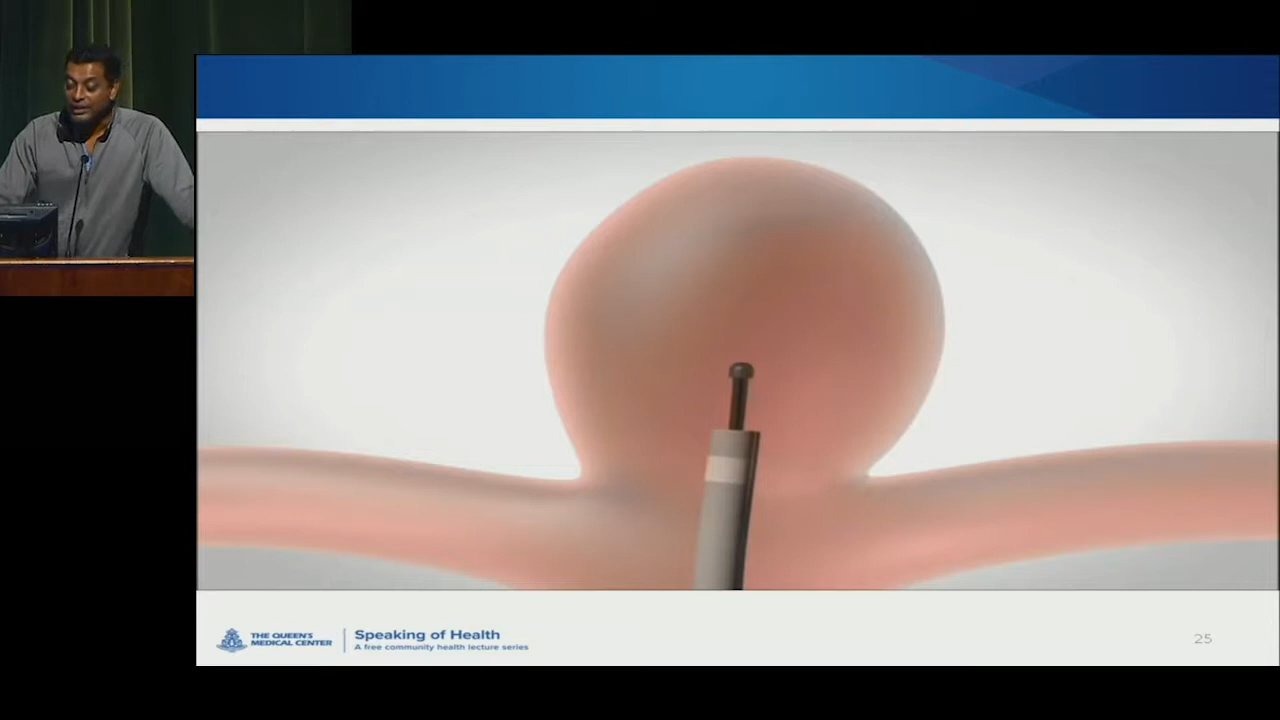 THE QUEEN'S
MEDICAL CENTER
Speaking of Health
A free community health lecture series
25